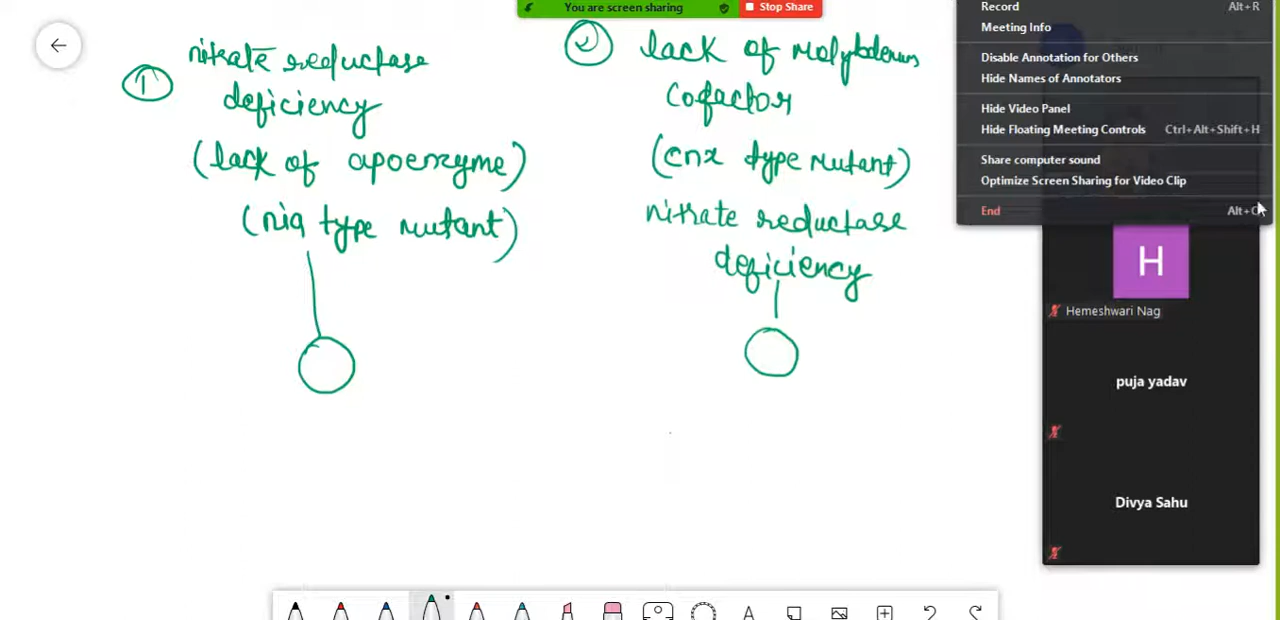 You are screen sharing
Stop Share
1
nitrate reductase
deficiency
(lack of apoenzyme)
(nia type mutant)
2
lack of Molybdenum
cofactor
(cnx type mutant)
nitrate reductase
deficiency
Record Alt+R
Meeting Info
Disable Annotation for Others
Hide Names of Annotators
Hide Video Panel
Hide Floating Meeting Controls Ctrl+Alt+Shift+H
Share computer sound
Optimize Screen Sharing for Video Clip
End Alt+Q
H
Hemeshwari Nag
puja yadav
Divya Sahu
A